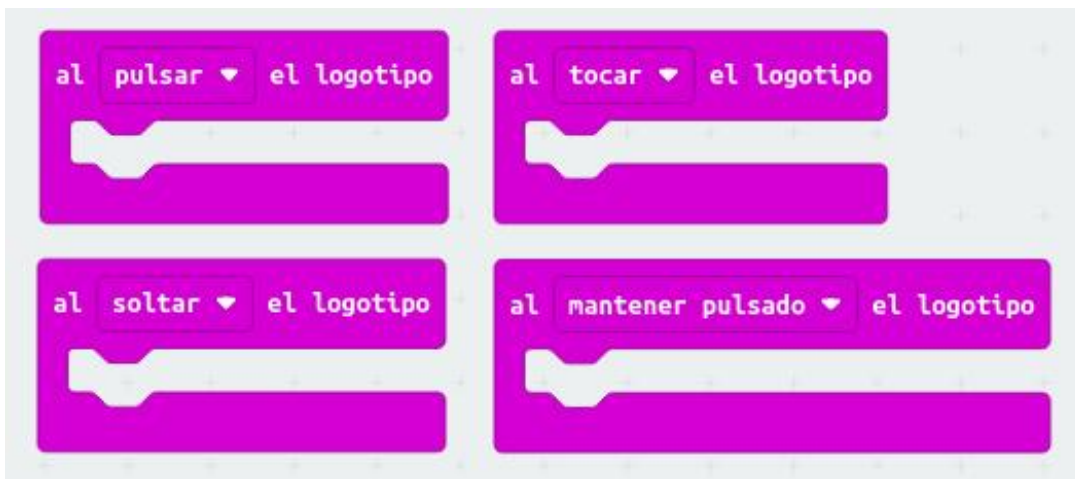 al pulsar el logotipo
al tocar el logotipo
al soltar el logotipo
al mantener pulsado el logotipo